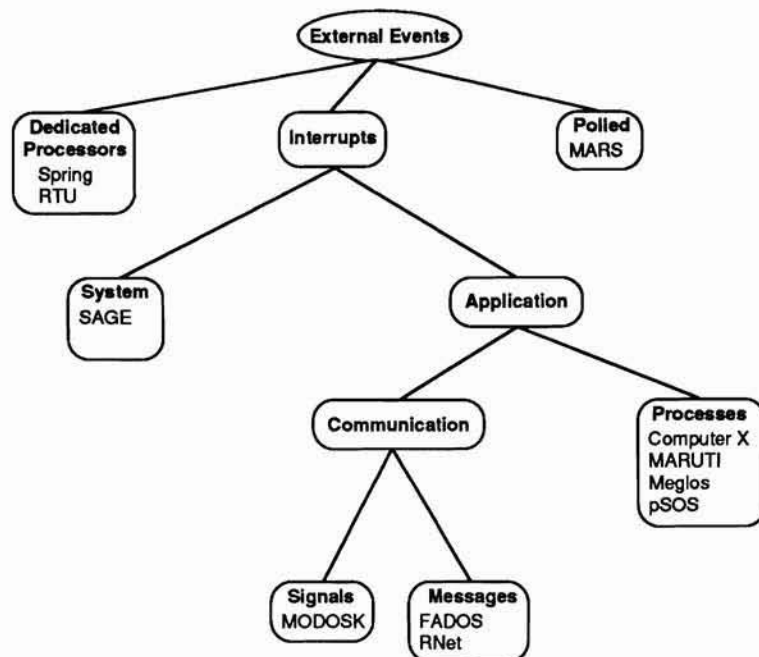 External Events
Dedicated
Processors
Spring
RTU
Interrupts
Polled
MARS
System
SAGE
Application
Communication
Processes
Computer X
MARUTI
Meglos
pSOS
Signals
MODOSK
Messages
FADOS
RNet